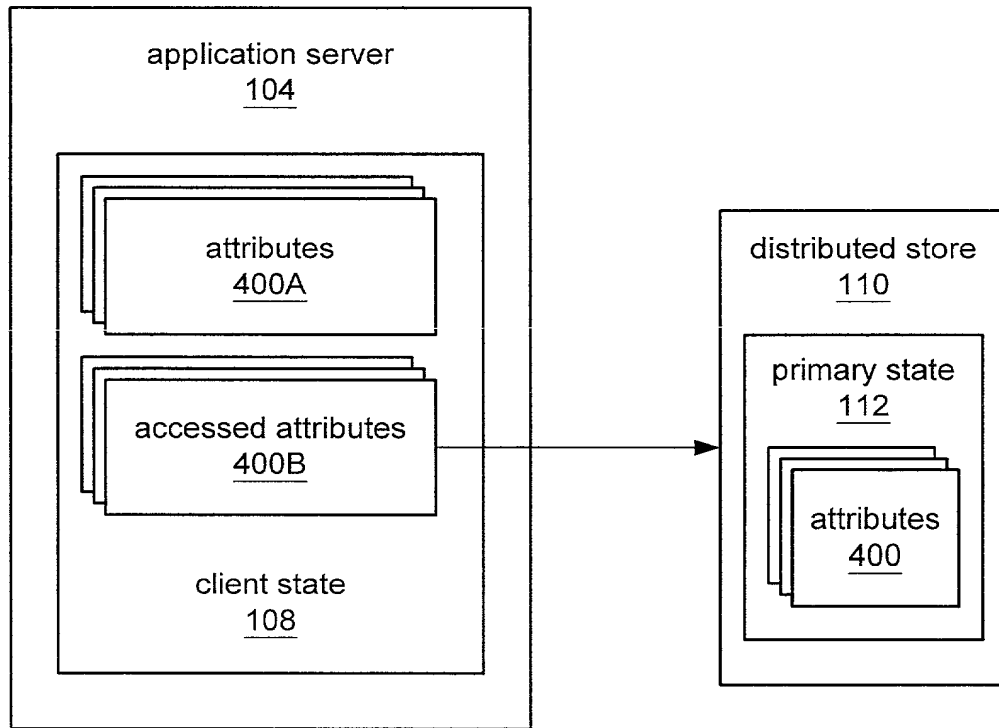 application server
104
attributes
400A
accessed attributes
400B
client state
108
distributed store
110
primary state
112
attributes
400